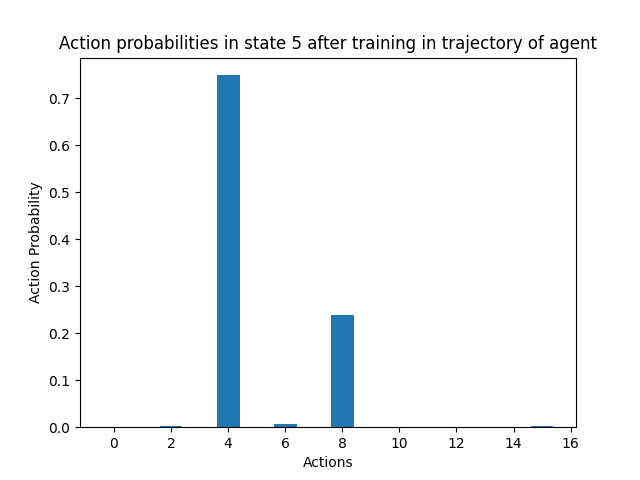 Action probabilities in state 5 after training in trajectory of agent
0.7
0.6
0.5
0.4
0.3
0.2
0.1
0.0
Action Probability
0 2 4 6 8 10 12 14 16
Actions